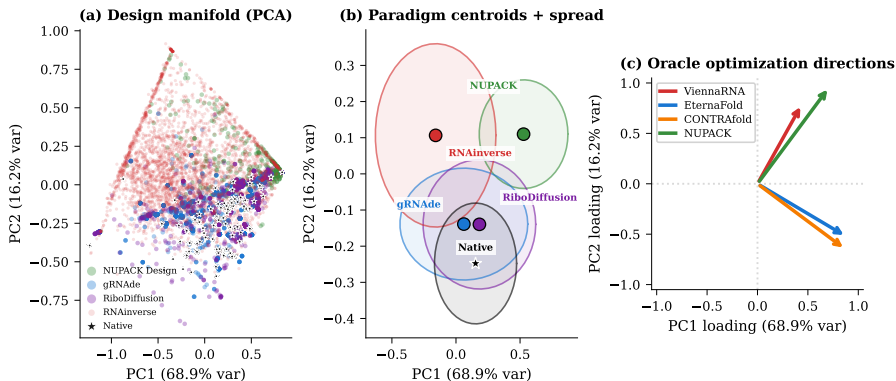 (a) Design manifold (PCA)
1.00
0.75
0.50
0.25
0.00
−0.25
−0.50
−0.75
PC2 (16.2% var)
NUPACK Design
gRNAde
RiboDiffusion
RNAinverse
Native
−1.0
−0.5
0.0
0.5
PC1 (68.9% var)
(b) Paradigm centroids + spread
0.3
0.2
0.1
0.0
−0.1
−0.2
−0.3
−0.4
PC2 (16.2% var)
NUPACK
RNAinverse
gRNAde
RiboDiffusion
Native
−0.5
0.0
0.5
PC1 (68.9% var)
(c) Oracle optimization directions
1.0
0.5
0.0
−0.5
−1.0
PC2 loading (16.2% var)
ViennaRNA
EternaFold
CONTRAfold
NUPACK
−1.0
−0.5
0.0
0.5
1.0
PC1 loading (68.9% var)